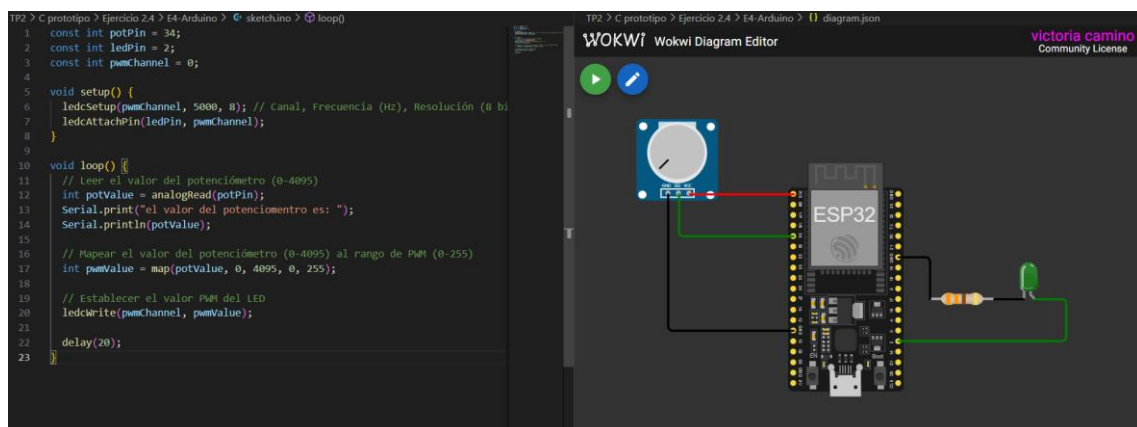 TP2 > C prototipo > Ejercicio 2.4 > E4-Arduino > sketch.ino > loop()
1 const int potPin = 34;
2 const int ledPin = 2;
3 const int pwmChannel = 0;
4
5 void setup() {
6 ledcSetup(pwmChannel, 5000, 8); // Canal, Frecuencia (Hz), Resolución (8 bi
7 ledcAttachPin(ledPin, pwmChannel);
8 }
9
10 void loop() {
11 // Leer el valor del potenciómetro (0-4095)
12 int potValue = analogRead(potPin);
13 Serial.print("el valor del potenciomentro es: ");
14 Serial.println(potValue);
15
16 // Mapear el valor del potenciómetro (0-4095) al rango de PWM (0-255)
17 int pwmValue = map(potValue, 0, 4095, 0, 255);
18
19 // Establecer el valor PWM del LED
20 ledcWrite(pwmChannel, pwmValue);
21
22 delay(20);
23 }
TP2 > C prototipo > Ejercicio 2.4 > E4-Arduino > {} diagram.json
WOKWI Wokwi Diagram Editor
victoria camino
Community License
GND SIG VCC
ESP32
EN
Boot